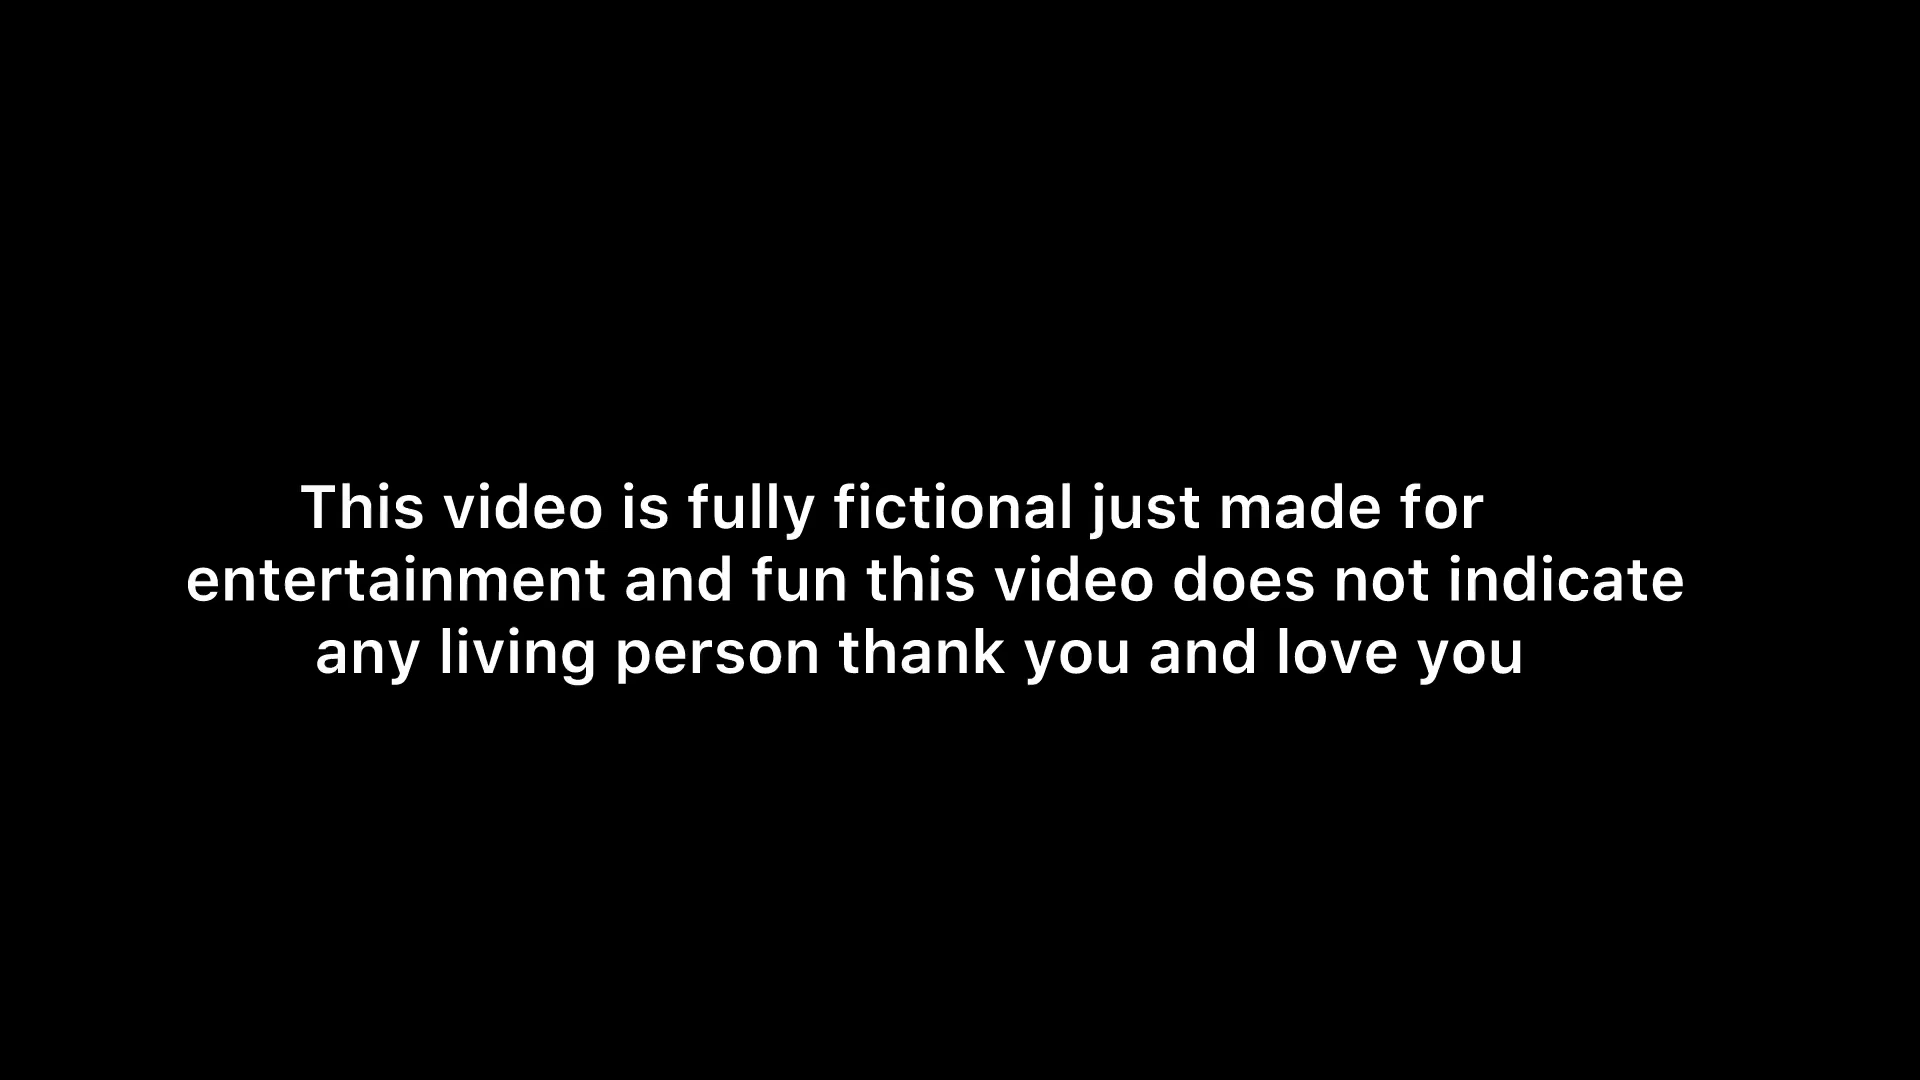 This video is fully fictional just made for
entertainment and fun this video does not indicate
any living person thank you and love you